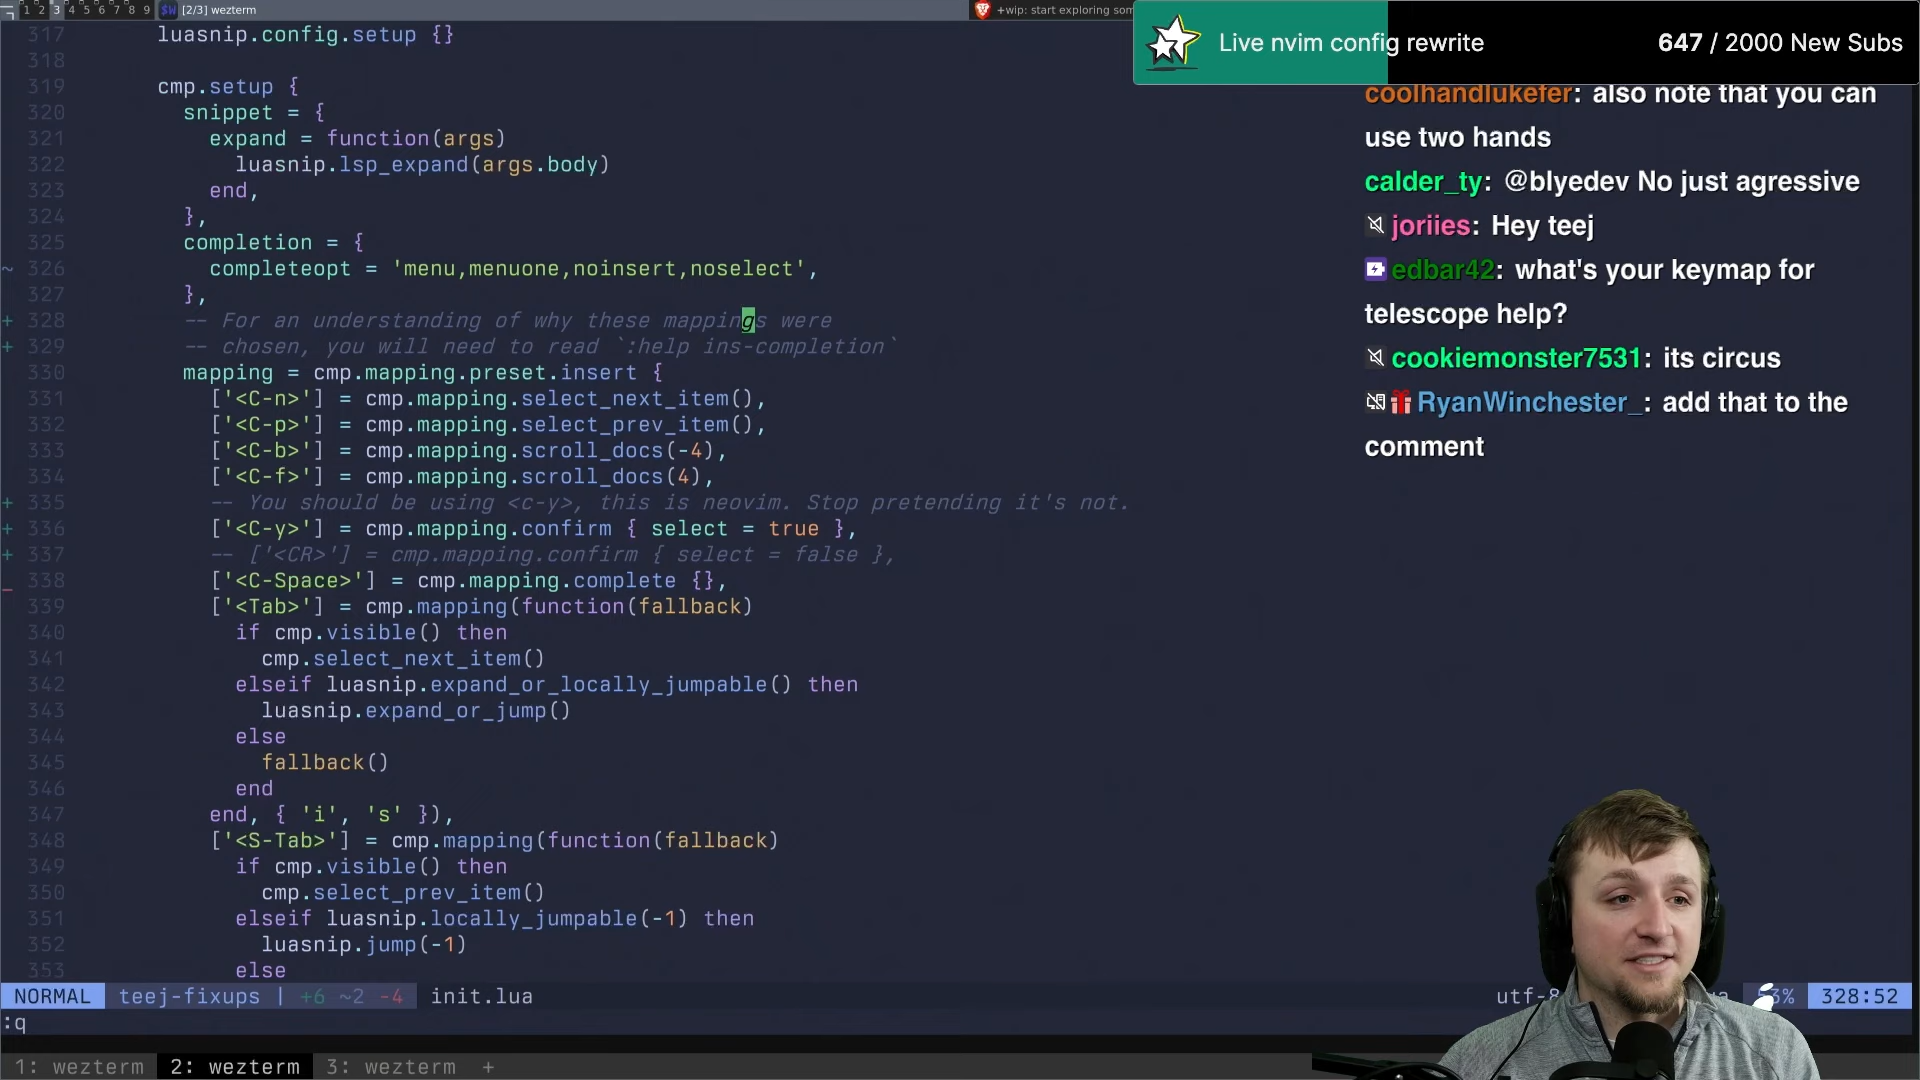 1 2 3 4 5 6 7 8 9 $W [2/3] wezterm
+wip: start exploring som
Live nvim config rewrite
647 / 2000 New Subs
317 luasnip.config.setup {}
318
319 cmp.setup {
320 snippet = {
321 expand = function(args)
322 luasnip.lsp_expand(args.body)
323 end,
324 },
325 completion = {
~ 326 completeopt = 'menu,menuone,noinsert,noselect',
327 },
+ 328 -- For an understanding of why these mappings were
+ 329 -- chosen, you will need to read `:help ins-completion`
330 mapping = cmp.mapping.preset.insert {
331 ['<C-n>'] = cmp.mapping.select_next_item(),
332 ['<C-p>'] = cmp.mapping.select_prev_item(),
333 ['<C-b>'] = cmp.mapping.scroll_docs(-4),
334 ['<C-f>'] = cmp.mapping.scroll_docs(4),
+ 335 -- You should be using <c-y>, this is neovim. Stop pretending it's not.
+ 336 ['<C-y>'] = cmp.mapping.confirm { select = true },
+ 337 -- ['<CR>'] = cmp.mapping.confirm { select = false },
338 ['<C-Space>'] = cmp.mapping.complete {},
339 ['<Tab>'] = cmp.mapping(function(fallback)
340 if cmp.visible() then
341 cmp.select_next_item()
342 elseif luasnip.expand_or_locally_jumpable() then
343 luasnip.expand_or_jump()
344 else
345 fallback()
346 end
347 end, { 'i', 's' }),
348 ['<S-Tab>'] = cmp.mapping(function(fallback)
349 if cmp.visible() then
350 cmp.select_prev_item()
351 elseif luasnip.locally_jumpable(-1) then
352 luasnip.jump(-1)
353 else
coolhandlukefer: also note that you can
use two hands
calder_ty: @blyedev No just agressive
joriies: Hey teej
edbar42: what's your keymap for
telescope help?
cookiemonster7531: its circus
RyanWinchester_: add that to the
comment
NORMAL teej-fixups | +6 ~2 -4 init.lua
utf-8 328:52
:q
1: wezterm 2: wezterm 3: wezterm +